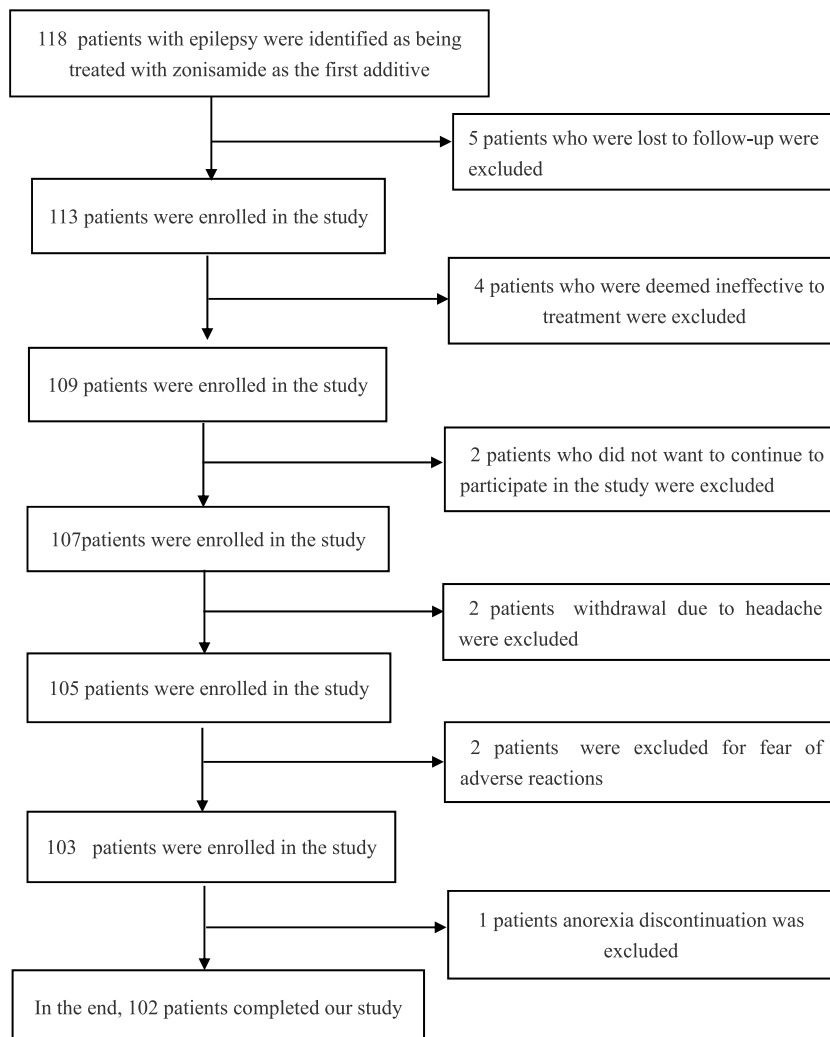 118 patients with epilepsy were identified as being
treated with zonisamide as the first additive
5 patients who were lost to follow-up were
excluded
113 patients were enrolled in the study
4 patients who were deemed ineffective to
treatment were excluded
109 patients were enrolled in the study
2 patients who did not want to continue to
participate in the study were excluded
107patients were enrolled in the study
2 patients withdrawal due to headache
were excluded
105 patients were enrolled in the study
2 patients were excluded for fear of
adverse reactions
103 patients were enrolled in the study
1 patients anorexia discontinuation was
excluded
In the end, 102 patients completed our study